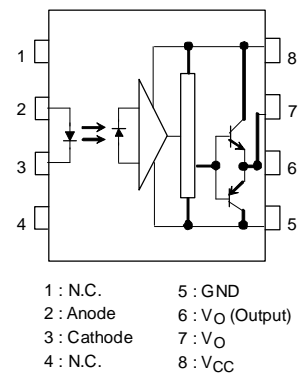 1
2
3
4
8
7
6
5
1 : N.C.
2 : Anode
3 : Cathode
4 : N.C.
5 : GND
6 : VO (Output)
7 : VO
8 : VCC